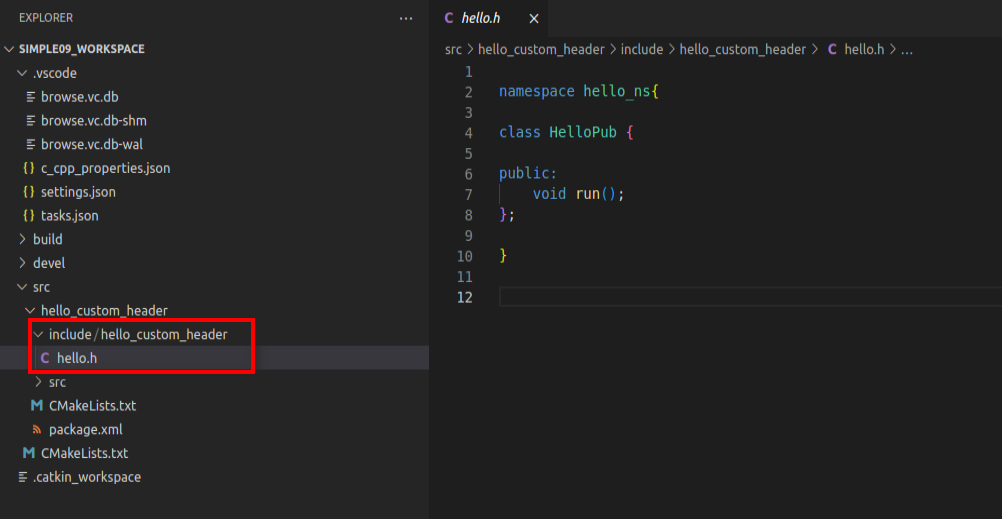 EXPLORER
SIMPLE09_WORKSPACE
.vscode
browse.vc.db
browse.vc.db-shm
browse.vc.db-wal
{} c_cpp_properties.json
{} settings.json
{} tasks.json
build
devel
src
hello_custom_header
include/hello_custom_header
C hello.h
src
M CMakeLists.txt
package.xml
M CMakeLists.txt
.catkin_workspace
C hello.h ×
src > hello_custom_header > include > hello_custom_header > C hello.h > ...
1
2 namespace hello_ns{
3
4 class HelloPub {
5
6 public:
7     void run();
8 };
9
10 }
11
12